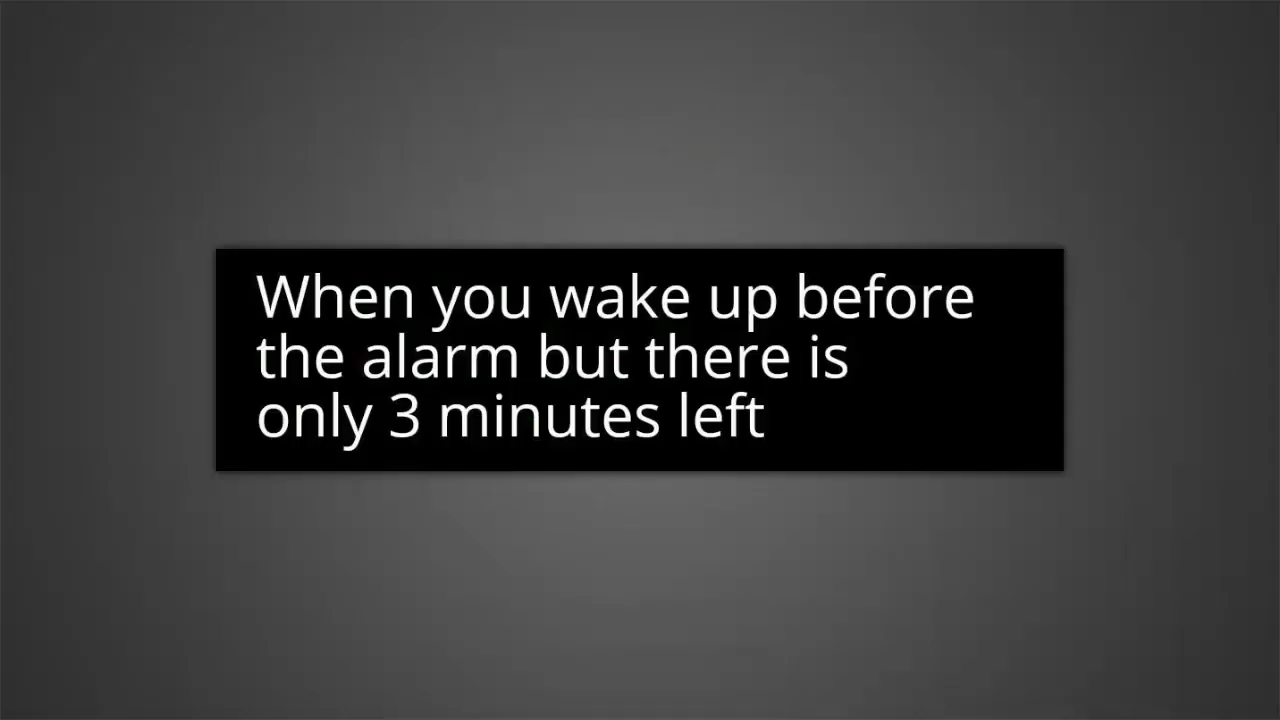 When you wake up before
the alarm but there is
only 3 minutes left